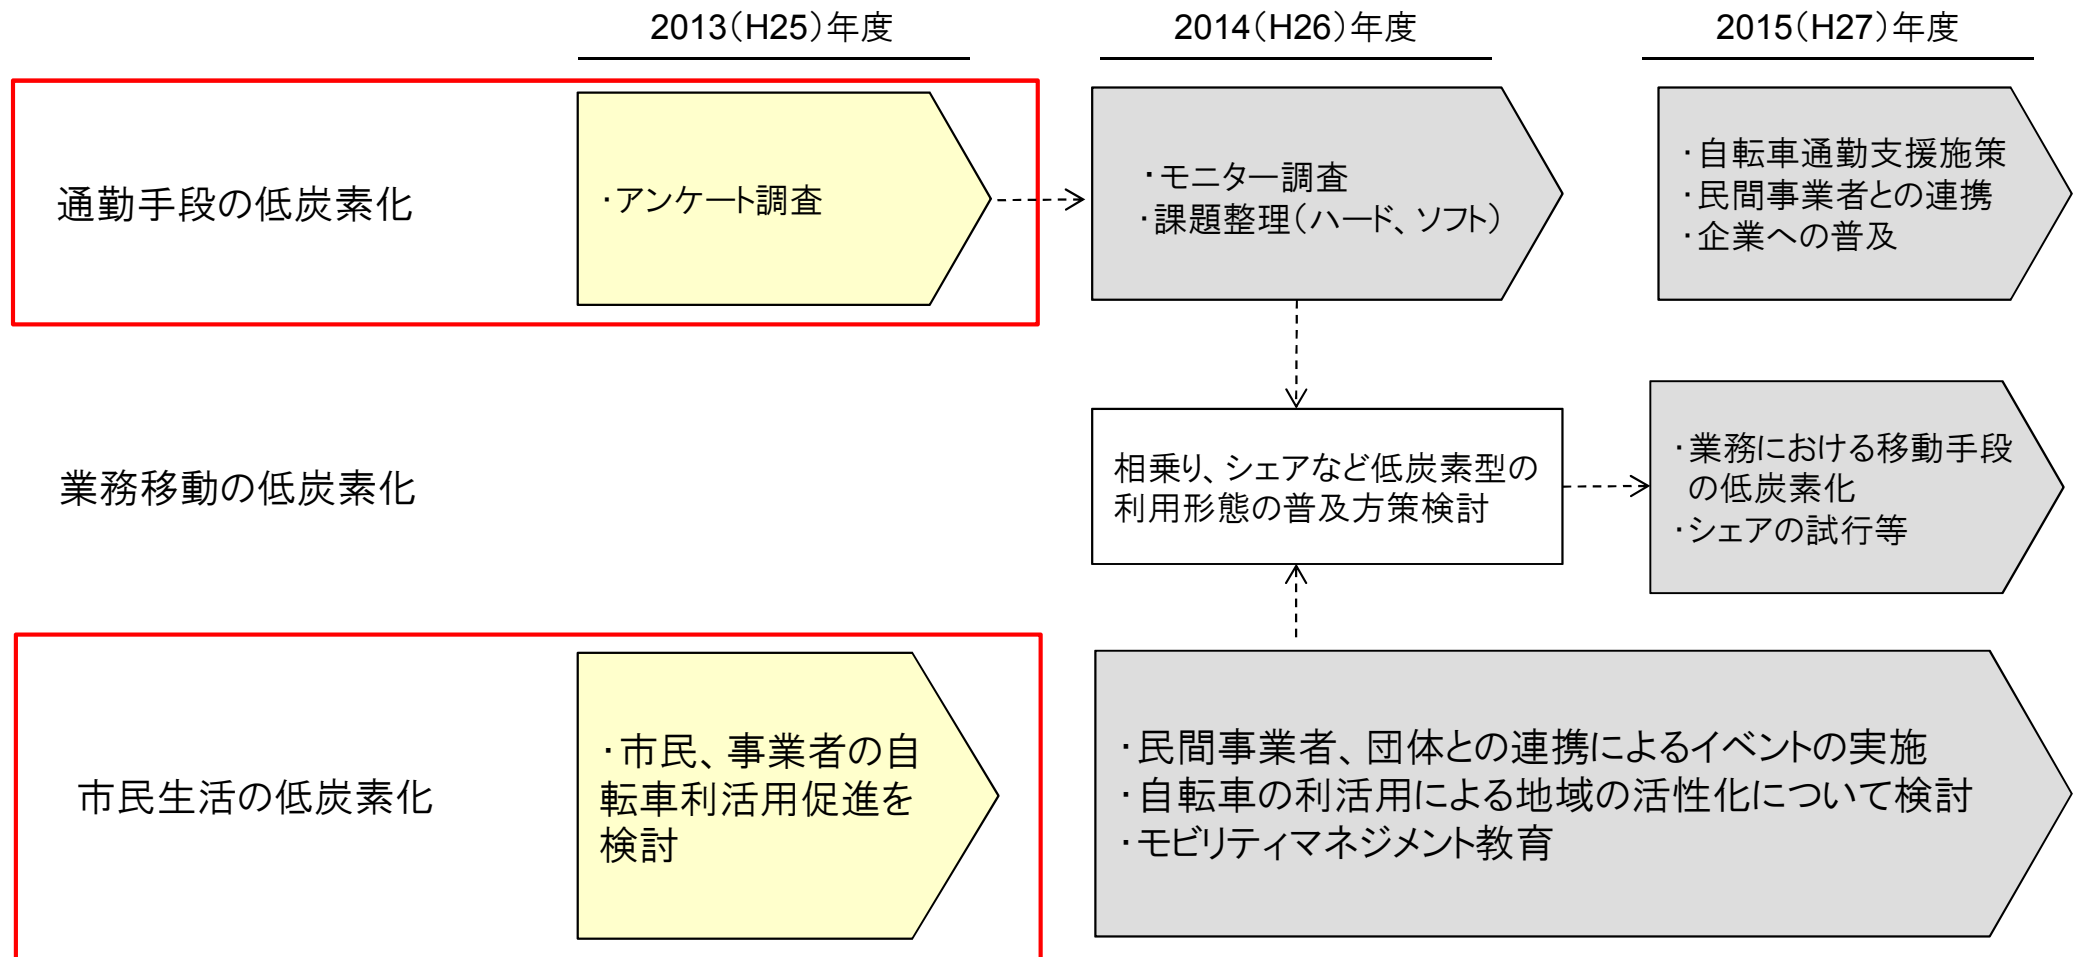 2013（H25）年度
2014（H26）年度
2015（H27）年度
通勤手段の低炭素化
・アンケート調査
・モニター調査
・課題整理（ハード、ソフト）
・自転車通勤支援施策
・民間事業者との連携
・企業への普及
業務移動の低炭素化
相乗り、シェアなど低炭素型の
利用形態の普及方策検討
・業務における移動手段
の低炭素化
・シェアの試行等
市民生活の低炭素化
・市民、事業者の自
転車利活用促進を
検討
・民間事業者、団体との連携によるイベントの実施
・自転車の利活用による地域の活性化について検討
・モビリティマネジメント教育